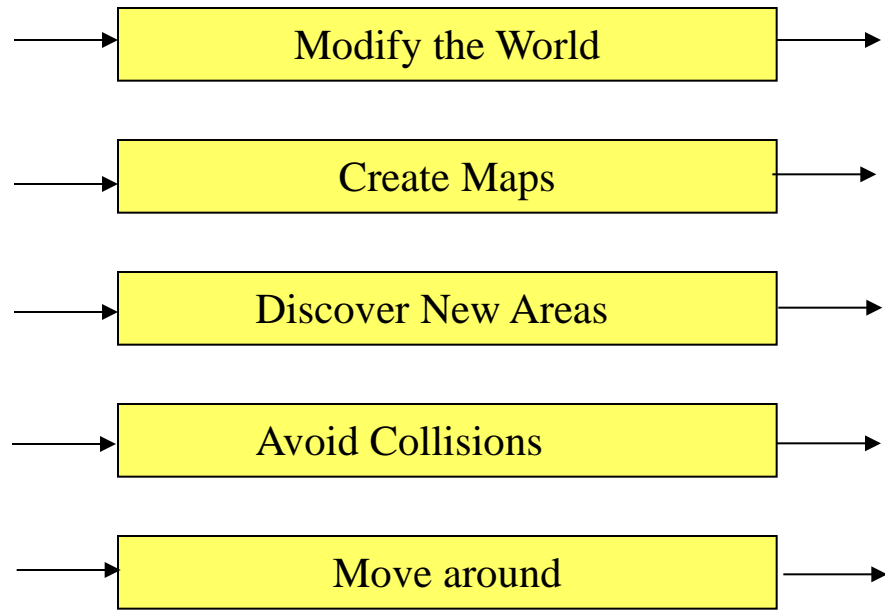 Modify the World
Create Maps
Discover New Areas
Avoid Collisions
Move around